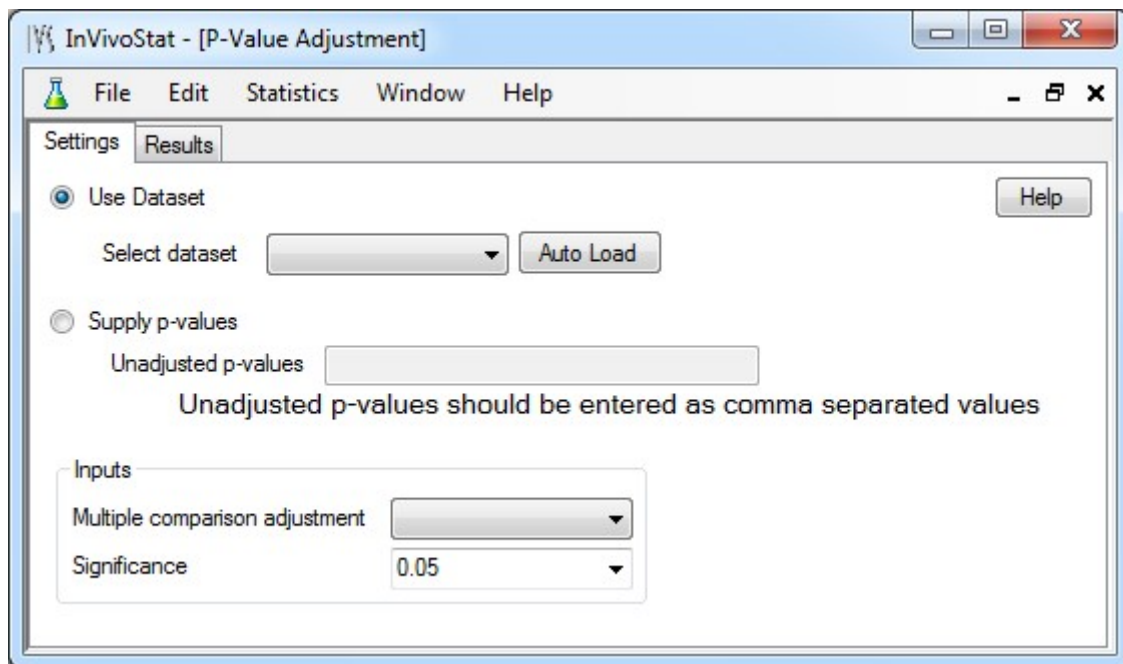 InVivoStat - [P-Value Adjustment]
File Edit Statistics Window Help
Settings Results
Use Dataset Help
Select dataset Auto Load
Supply p-values
Unadjusted p-values
Unadjusted p-values should be entered as comma separated values
Inputs
Multiple comparison adjustment
Significance 0.05